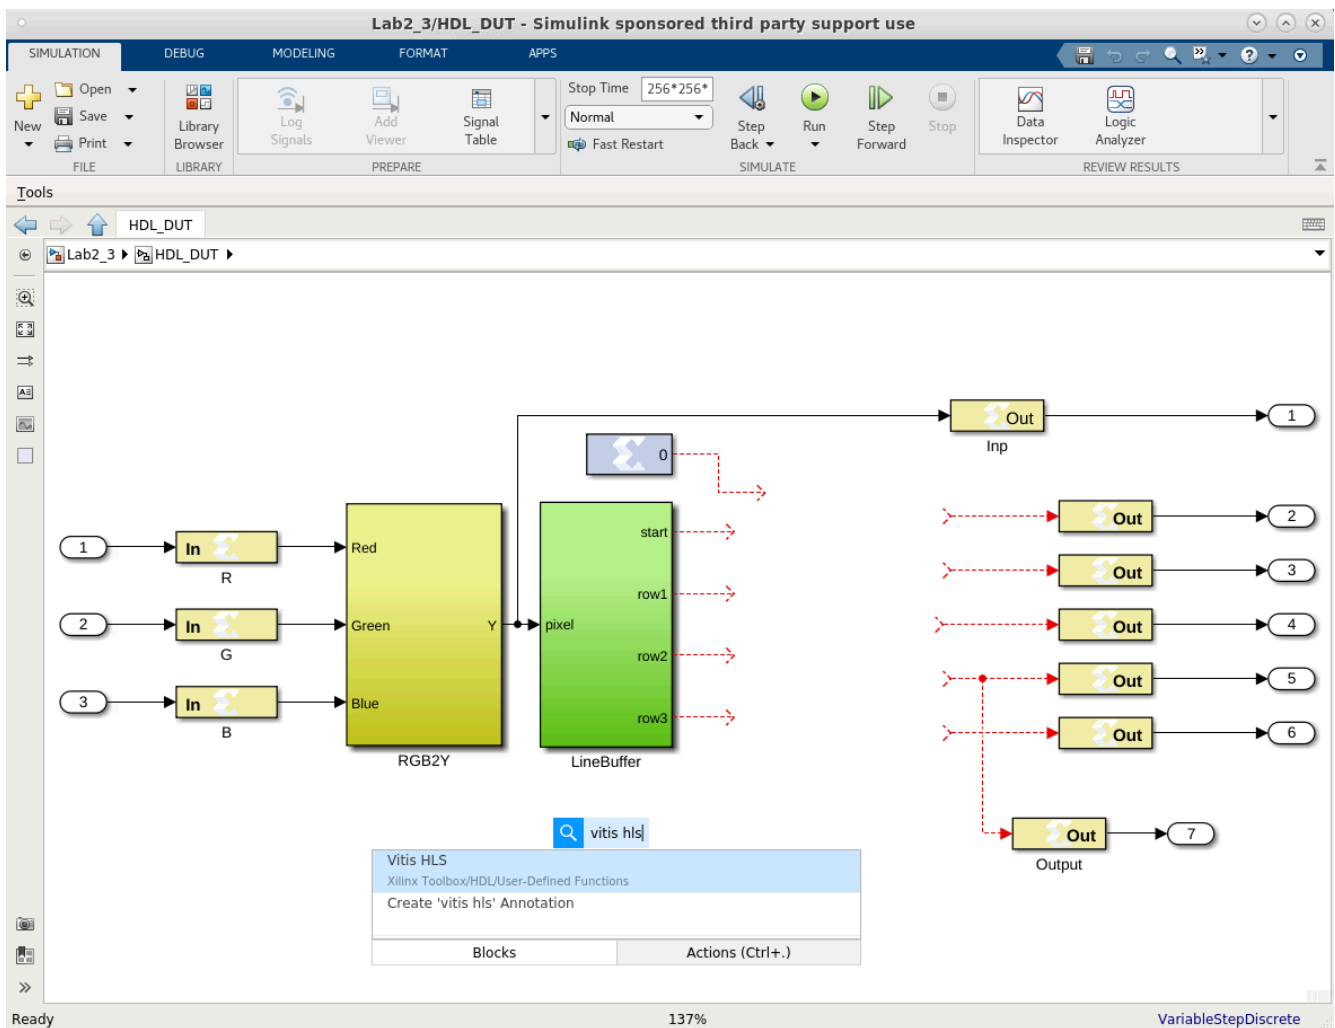 Lab2_3/HDL_DUT - Simulink sponsored third party support use
SIMULATION DEBUG MODELING FORMAT APPS
New
Open
Save
Print
FILE
Library
Browser
LIBRARY
Log
Signals
Add
Viewer
Signal
Table
PREPARE
Stop Time 256*256*
Normal
Fast Restart
Step
Back
Run
Step
Forward
Stop
SIMULATE
Data
Inspector
Logic
Analyzer
REVIEW RESULTS
Tools
HDL_DUT
Lab2_3 HDL_DUT
Out 1
Inp
0
start
row1
row2
row3
pixel
LineBuffer
1 In
R
2 In
G
3 In
B
Red
Green
Blue
Y
RGB2Y
Out 2
Out 3
Out 4
Out 5
Out 6
Out 7
Output
vitis hls
Vitis HLS
Xilinx Toolbox/HDL/User-Defined Functions
Create 'vitis hls' Annotation
Blocks Actions (Ctrl+.)
Ready 137% VariableStepDiscrete